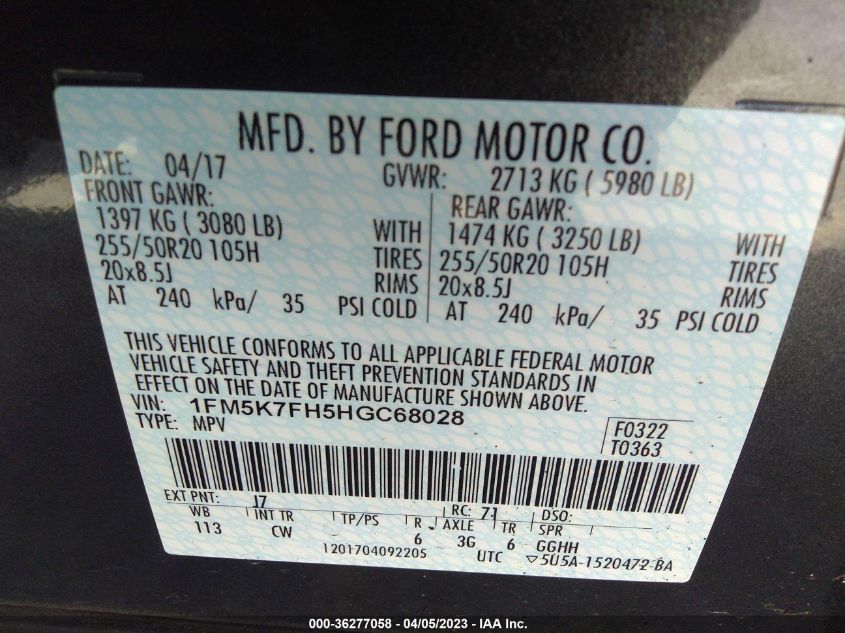 MFD. BY FORD MOTOR CO.
DATE: 04/17 GVWR: 2713 KG ( 5980 LB)
FRONT GAWR: REAR GAWR:
1397 KG ( 3080 LB) WITH 1474 KG ( 3250 LB) WITH
255/50R20 105H TIRES 255/50R20 105H TIRES
20x8.5J RIMS 20x8.5J RIMS
AT 240 kPa/ 35 PSI COLD AT 240 kPa/ 35 PSI COLD
THIS VEHICLE CONFORMS TO ALL APPLICABLE FEDERAL MOTOR
VEHICLE SAFETY AND THEFT PREVENTION STANDARDS IN
EFFECT ON THE DATE OF MANUFACTURE SHOWN ABOVE.
VIN: 1FM5K7FH5HGC68028
TYPE: MPV
F0322
T0363
EXT PNT: J7 RC: 71 DSO:
WB INT TR TP/PS R AXLE TR SPR
113 CW 6 3G 6 GGHH
1201704092205 UTC ▽5U5A-1520472-BA
000-36277058 - 04/05/2023 - IAA Inc.